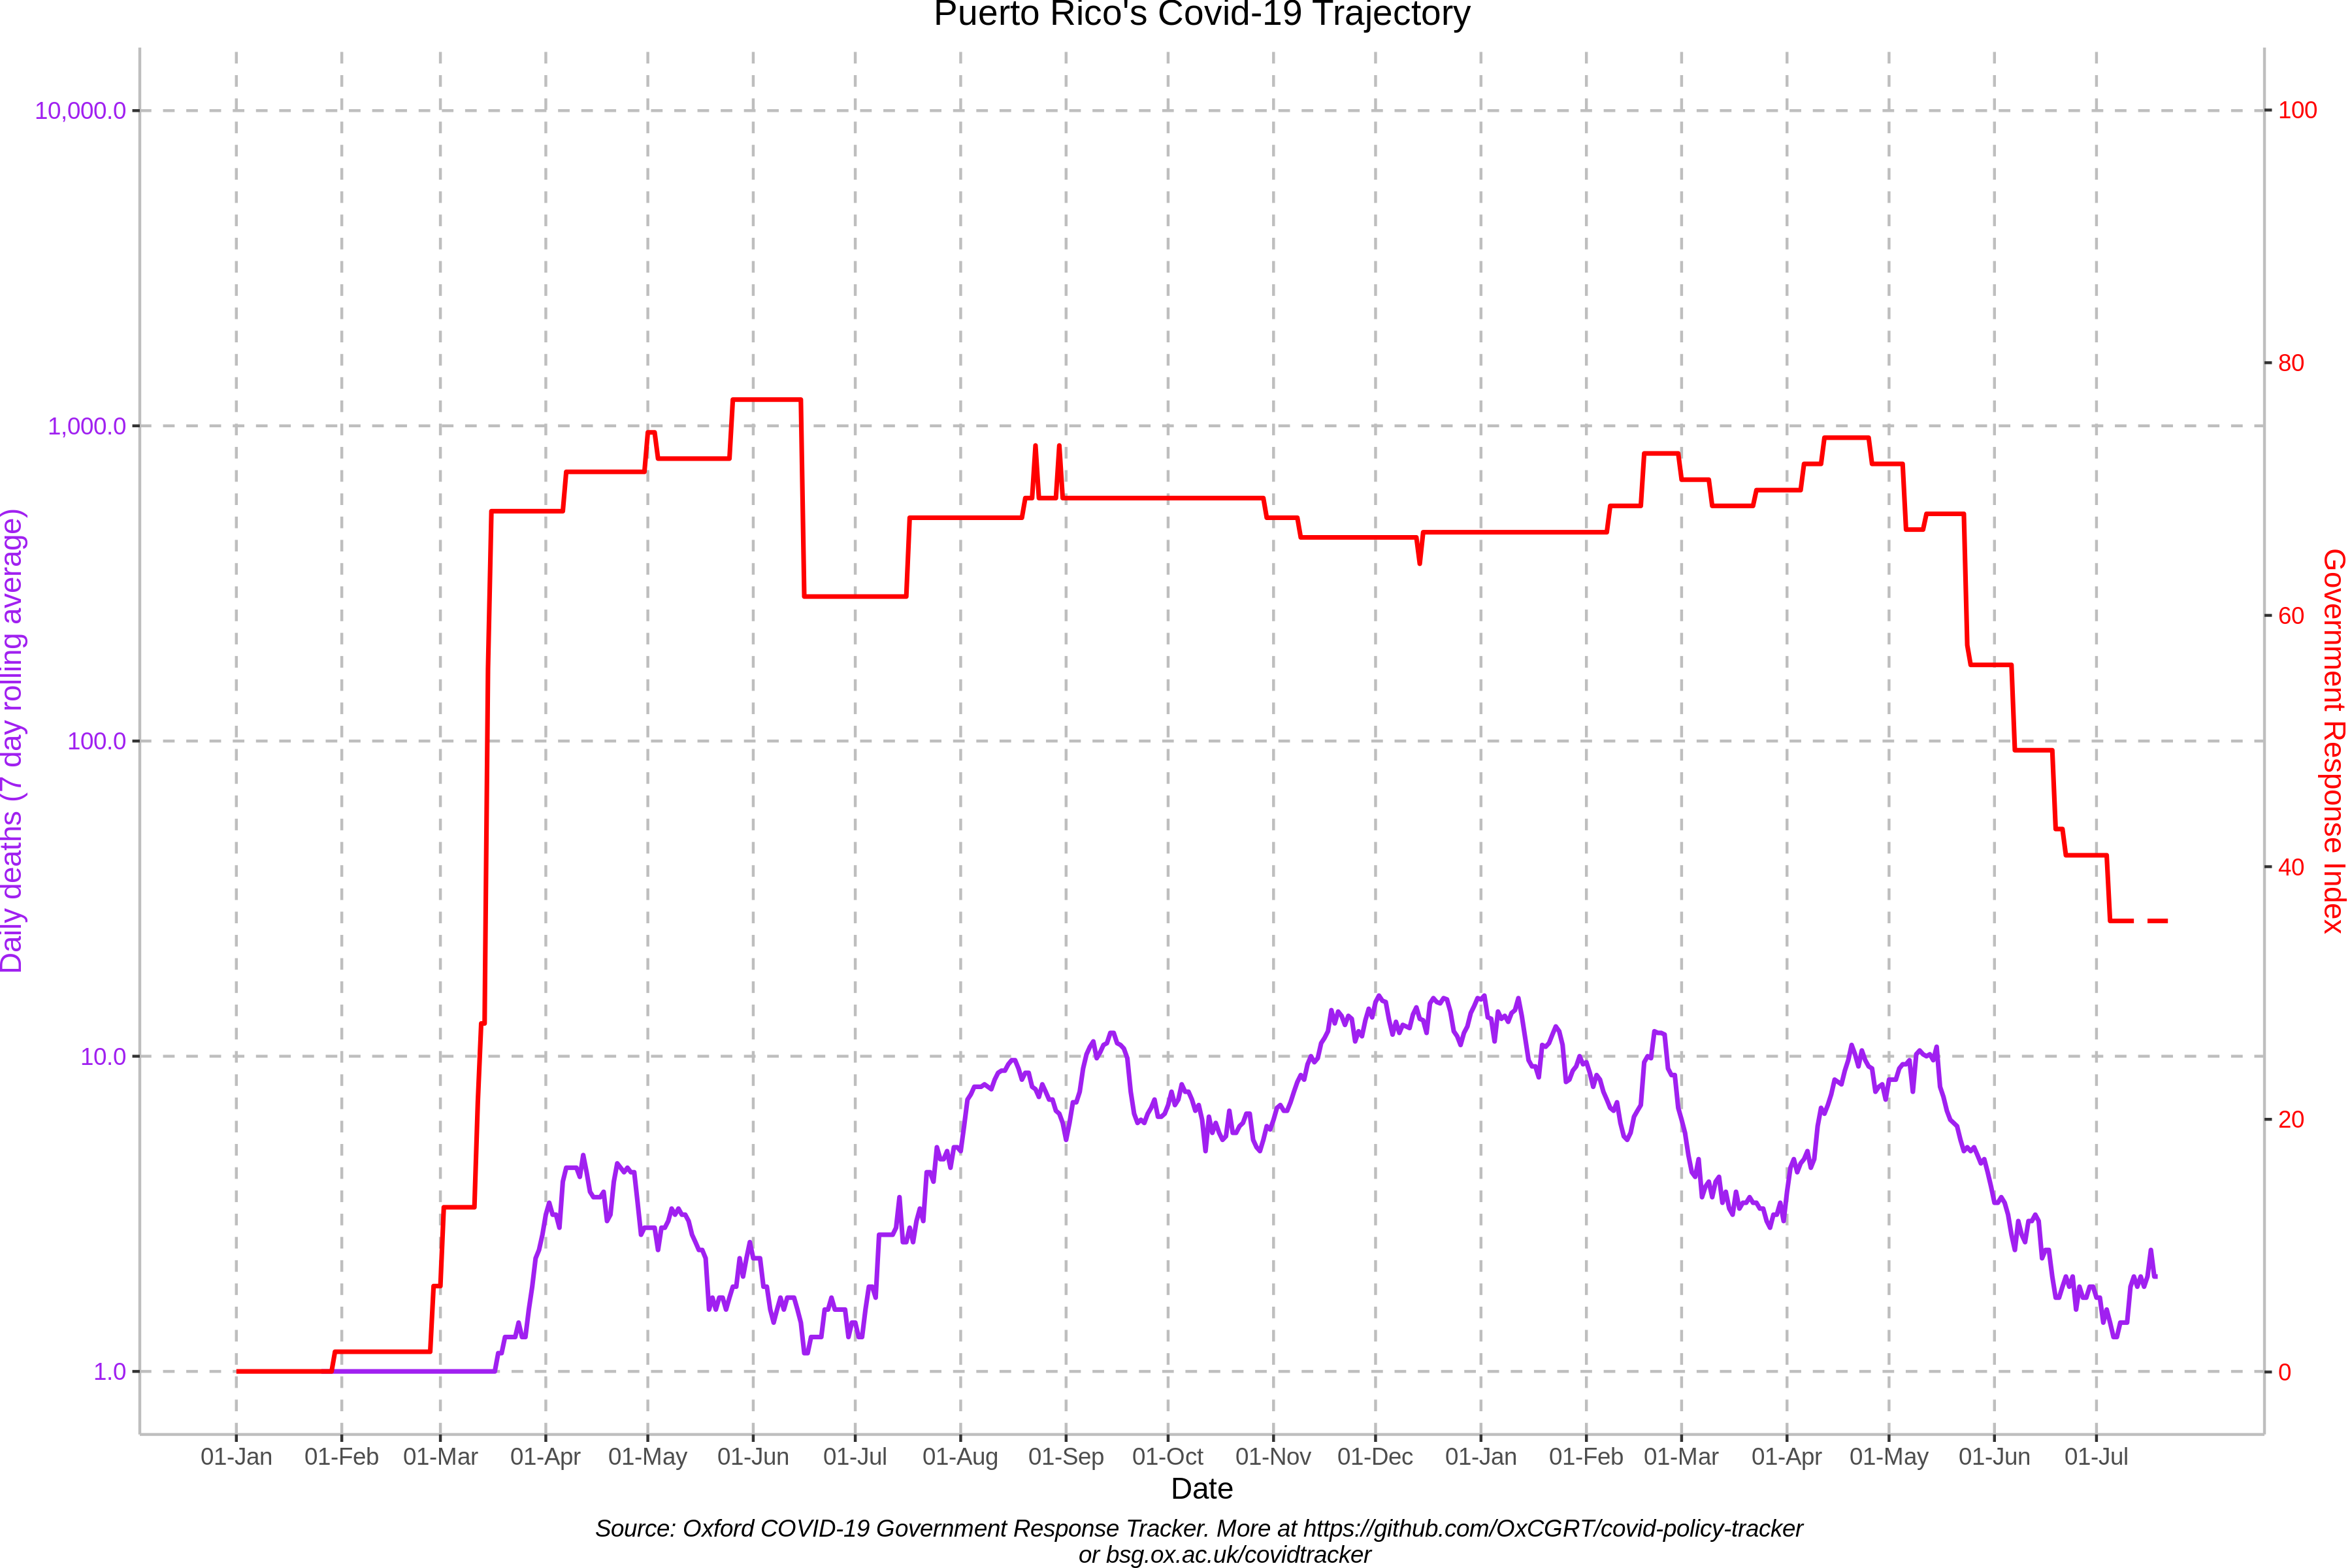 Puerto Rico's Covid-19 Trajectory
10,000.0
1,000.0
100.0
10.0
1.0
Daily deaths (7 day rolling average)
100
80
60
40
20
0
Government Response Index
01-Jan 01-Feb 01-Mar 01-Apr 01-May 01-Jun 01-Jul 01-Aug 01-Sep 01-Oct 01-Nov 01-Dec 01-Jan 01-Feb 01-Mar 01-Apr 01-May 01-Jun 01-Jul
Date
Source: Oxford COVID-19 Government Response Tracker. More at https://github.com/OxCGRT/covid-policy-tracker
or bsg.ox.ac.uk/covidtracker